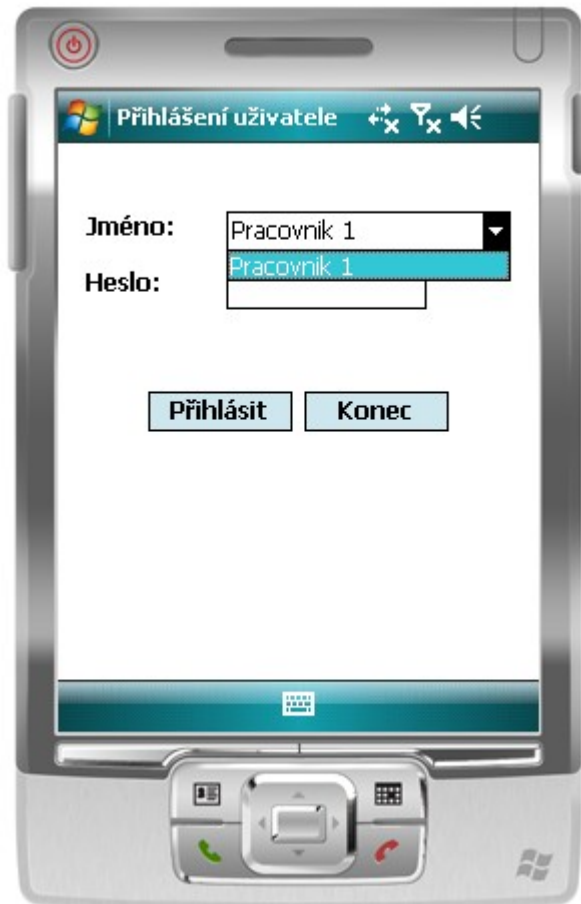 Přihlášení uživatele
Jméno:
Pracovnik 1
Pracovnik 1
Heslo:
Přihlásit Konec